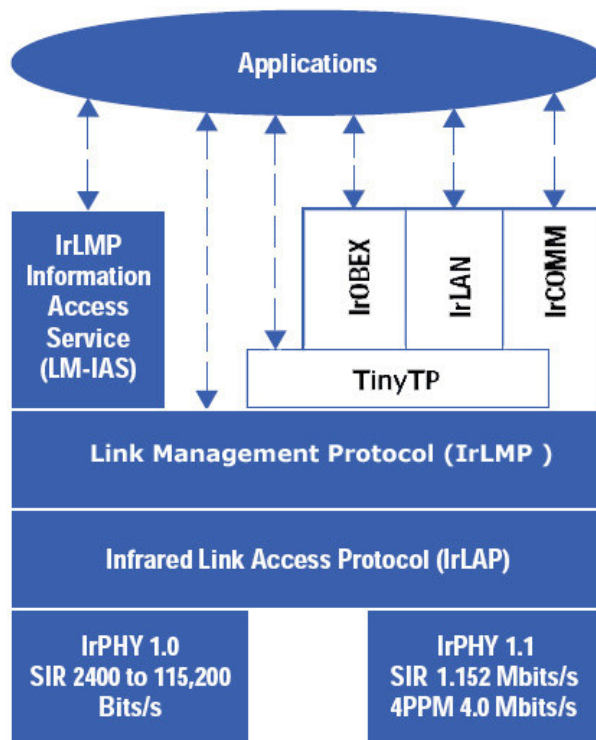 Applications
IrLMP
Information
Access
Service
(LM-IAS)
IrOBEX
IrLAN
IrCOMM
TinyTP
Link Management Protocol (IrLMP )
Infrared Link Access Protocol (IrLAP)
IrPHY 1.0
SIR 2400 to 115,200
Bits/s
IrPHY 1.1
SIR 1.152 Mbits/s
4PPM 4.0 Mbits/s